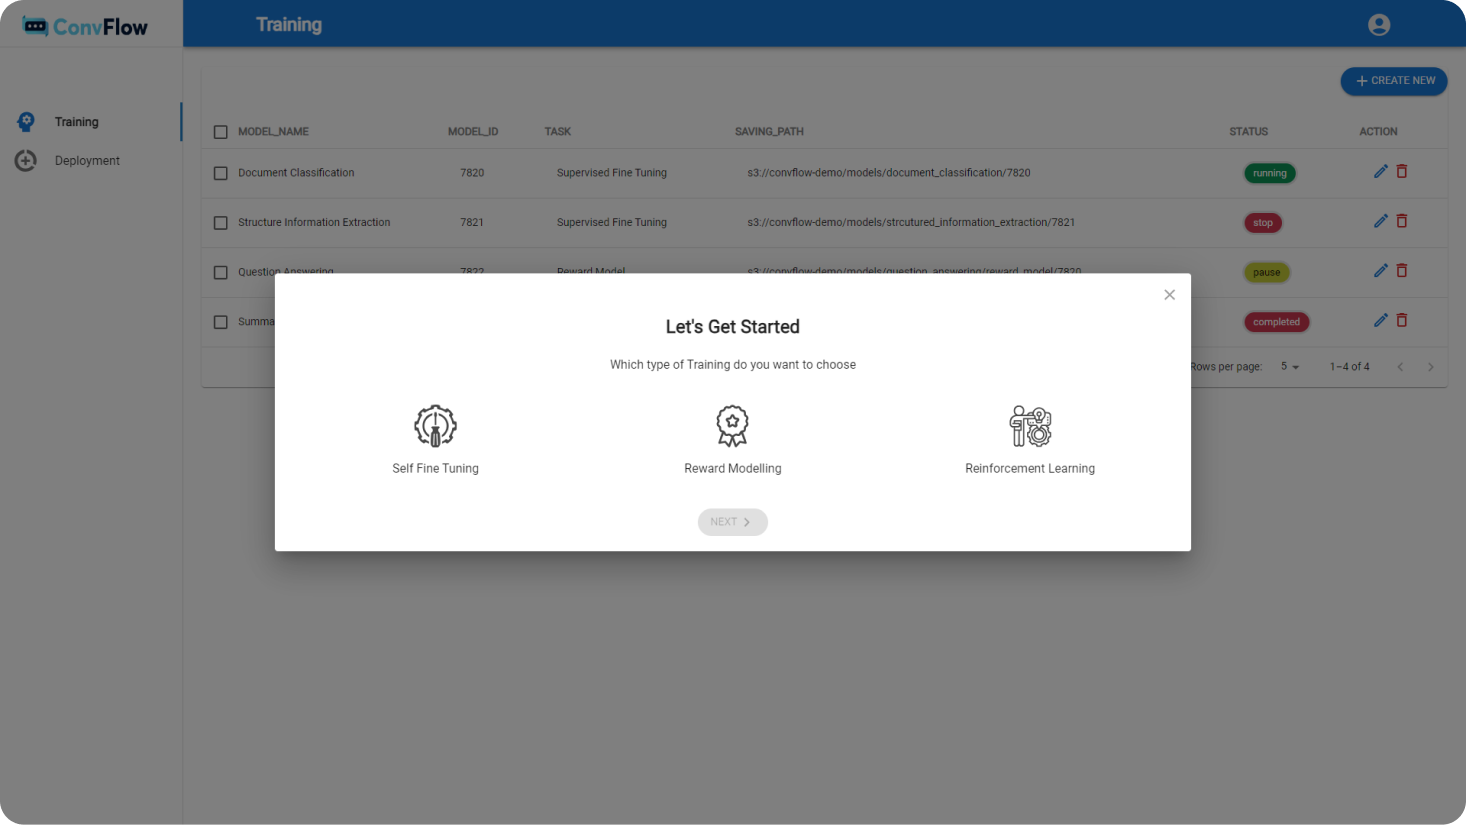 ConvFlow
Training
CREATE NEW
Training
Deployment
MODEL_NAME MODEL_ID TASK SAVING_PATH STATUS ACTION
Document Classification 7820 Supervised Fine Tuning s3://convflow-demo/models/document_classification/7820 running
Structure Information Extraction 7821 Supervised Fine Tuning s3://convflow-demo/models/strcutured_information_extraction/7821 stop
Question Answering 7822 Reward Model s3://convflow-demo/models/question_answering/reward_model/7820 pause
Summa completed
Rows per page: 5 1–4 of 4
Let's Get Started
Which type of Training do you want to choose
Self Fine Tuning Reward Modelling Reinforcement Learning
NEXT